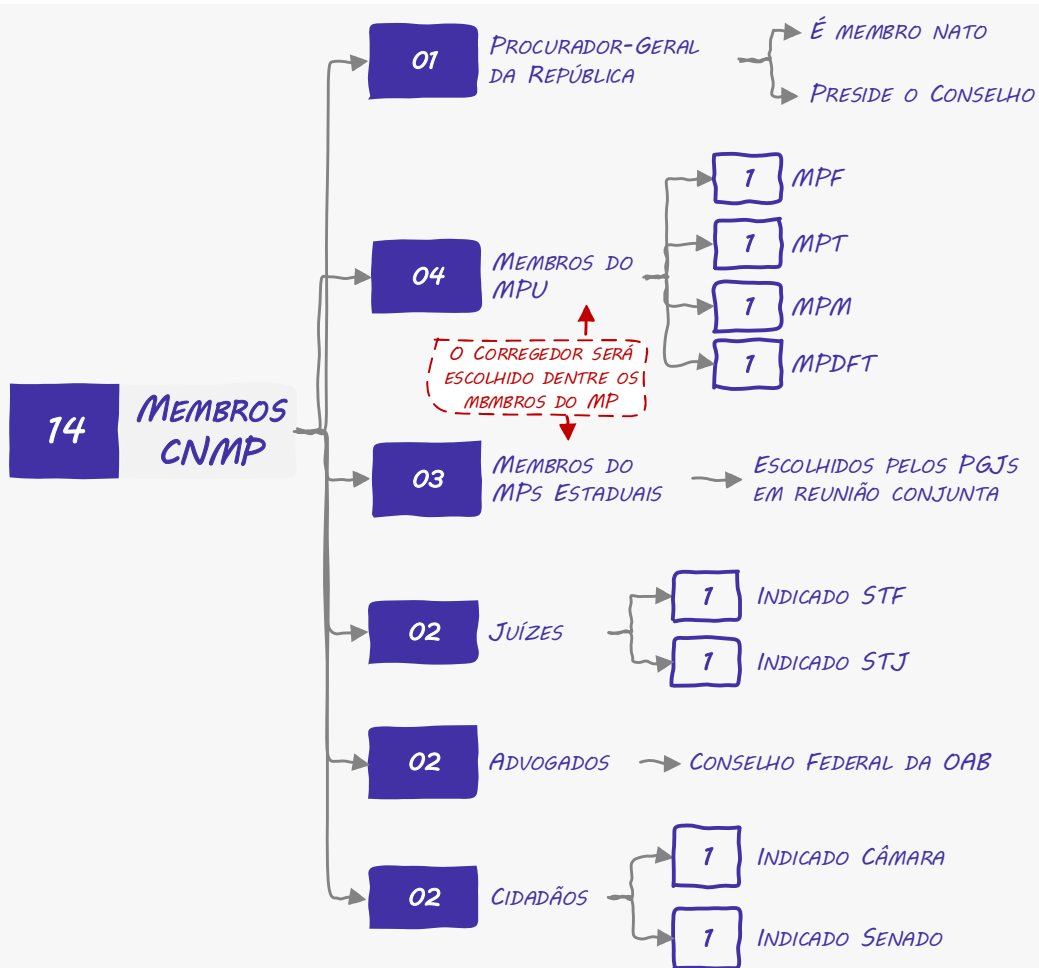 14
MEMBROS
CNMP
01
PROCURADOR-GERAL
DA REPÚBLICA
É MEMBRO NATO
PRESIDE O CONSELHO
04
MEMBROS DO
MPU
1
MPF
1
MPT
1
MPM
1
MPDFT
O CORREGEDOR SERÁ
ESCOLHIDO DENTRE OS
MBMBROS DO MP
03
MEMBROS DO
MPS ESTADUAIS
ESCOLHIDOS PELOS PGJS
EM REUNIÃO CONJUNTA
02
JUÍZES
1
INDICADO STF
1
INDICADO STJ
02
ADVOGADOS
CONSELHO FEDERAL DA OAB
02
CIDADÃOS
1
INDICADO CÂMARA
1
INDICADO SENADO